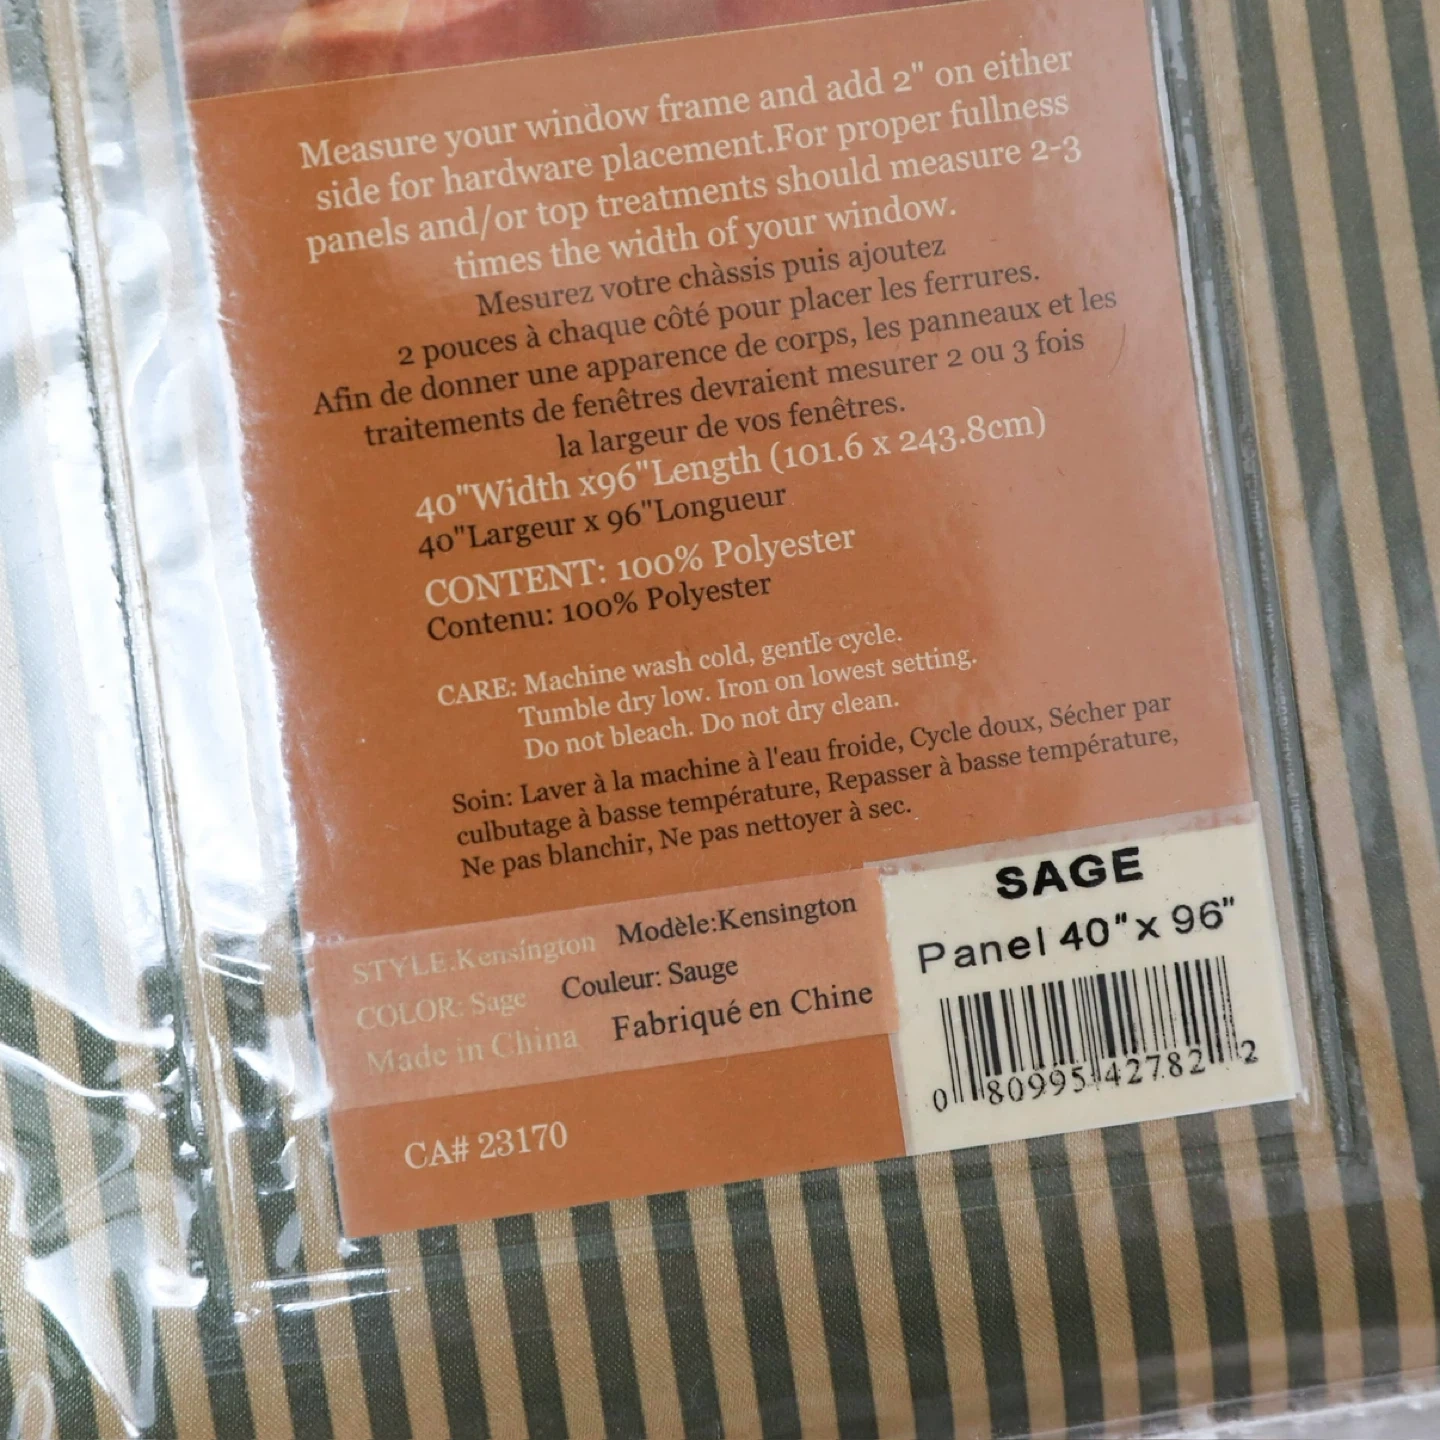 Measure your window frame and add 2" on either
side for hardware placement.For proper fullness
panels and/or top treatments should measure 2-3
times the width of your window.
Mesurez votre chàssis puis ajoutez
2 pouces à chaque côté pour placer les ferrures.
Afin de donner une apparence de corps, les panneaux et les
traitements de fenêtres devraient mesurer 2 ou 3 fois
la largeur de vos fenêtres.
40"Width x96"Length (101.6 x 243.8cm)
40"Largeur x 96"Longueur
CONTENT: 100% Polyester
Contenu: 100% Polyester
CARE: Machine wash cold, gentle cycle.
Tumble dry low. Iron on lowest setting.
Do not bleach. Do not dry clean.
Soin: Laver à la machine à l'eau froide, Cycle doux, Sécher par
culbutage à basse température, Repasser à basse température,
Ne pas blanchir, Ne pas nettoyer à sec.
STYLE:Kensington Modèle:Kensington
COLOR: Sage Couleur: Sauge
Made in China Fabriqué en Chine
CA# 23170
SAGE
Panel 40"x 96"
0 80995 42782 2